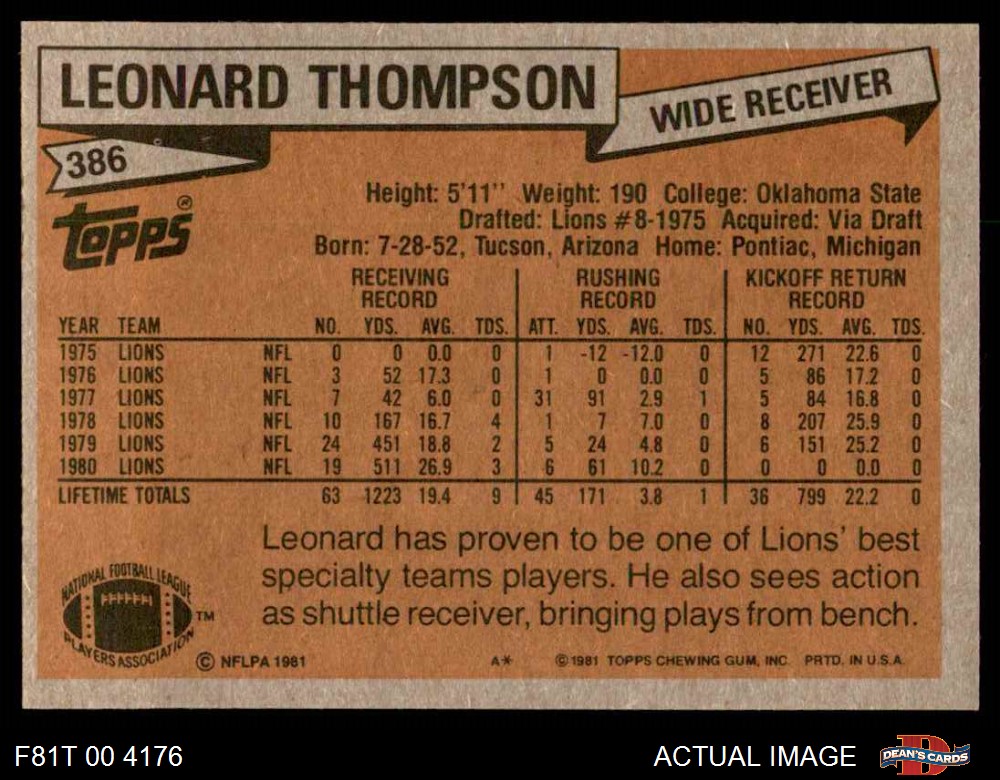 LEONARD THOMPSON
WIDE RECEIVER
386
TOPPS®
Height: 5'11'' Weight: 190 College: Oklahoma State
Drafted: Lions #8-1975 Acquired: Via Draft
Born: 7-28-52, Tucson, Arizona Home: Pontiac, Michigan
RECEIVING RECORD RUSHING RECORD KICKOFF RETURN RECORD
YEAR TEAM NO. YDS. AVG. TDS. ATT. YDS. AVG. TDS. NO. YDS. AVG. TDS.
1975 LIONS NFL 0 0 0.0 0 1 -12 -12.0 0 12 271 22.6 0
1976 LIONS NFL 3 52 17.3 0 1 0 0.0 0 5 86 17.2 0
1977 LIONS NFL 7 42 6.0 0 31 91 2.9 1 5 84 16.8 0
1978 LIONS NFL 10 167 16.7 4 1 7 7.0 0 8 207 25.9 0
1979 LIONS NFL 24 451 18.8 2 5 24 4.8 0 6 151 25.2 0
1980 LIONS NFL 19 511 26.9 3 6 61 10.2 0 0 0 0.0 0
LIFETIME TOTALS 63 1223 19.4 9 45 171 3.8 1 36 799 22.2 0
Leonard has proven to be one of Lions' best
specialty teams players. He also sees action
as shuttle receiver, bringing plays from bench.
NATIONAL FOOTBALL LEAGUE
PLAYERS ASSOCIATION
TM
© NFLPA 1981 A* © 1981 TOPPS CHEWING GUM, INC. PRTD. IN U.S.A.
F81T 00 4176
ACTUAL IMAGE
D
DEAN'S CARDS